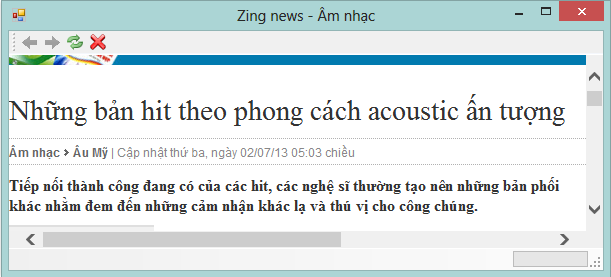 Zing news - Âm nhạc
Những bản hit theo phong cách acoustic ấn tượng
Âm nhạc > Âu Mỹ | Cập nhật thứ ba, ngày 02/07/13 05:03 chiều
Tiếp nối thành công đang có của các hit, các nghệ sĩ thường tạo nên những bản phối
khác nhằm đem đến những cảm nhận khác lạ và thú vị cho công chúng.